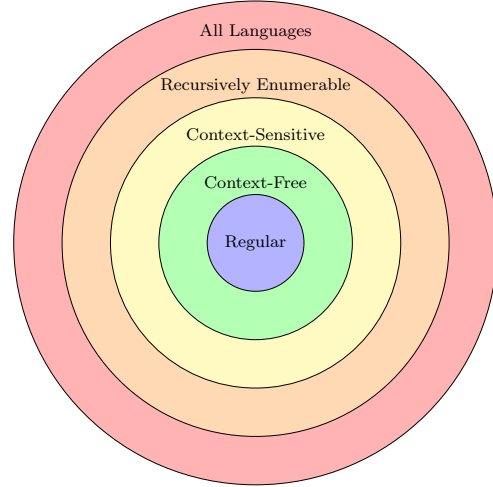 All Languages
Recursively Enumerable
Context-Sensitive
Context-Free
Regular